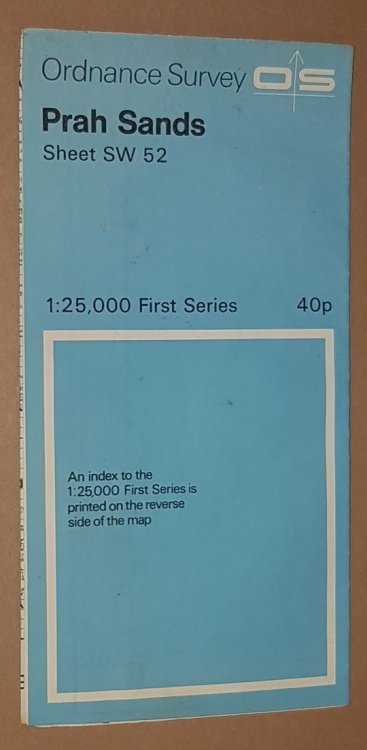 Ordnance Survey OS
Prah Sands
Sheet SW 52
1:25,000 First Series 40p
An index to the
1:25,000 First Series is
printed on the reverse
side of the map